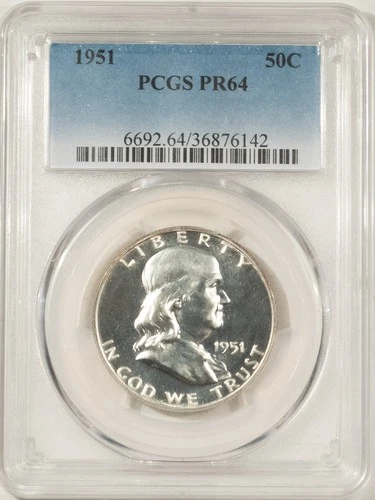 1951 50C
PCGS PR64
6692.64/36876142
LIBERTY
1951
IN GOD WE TRUST